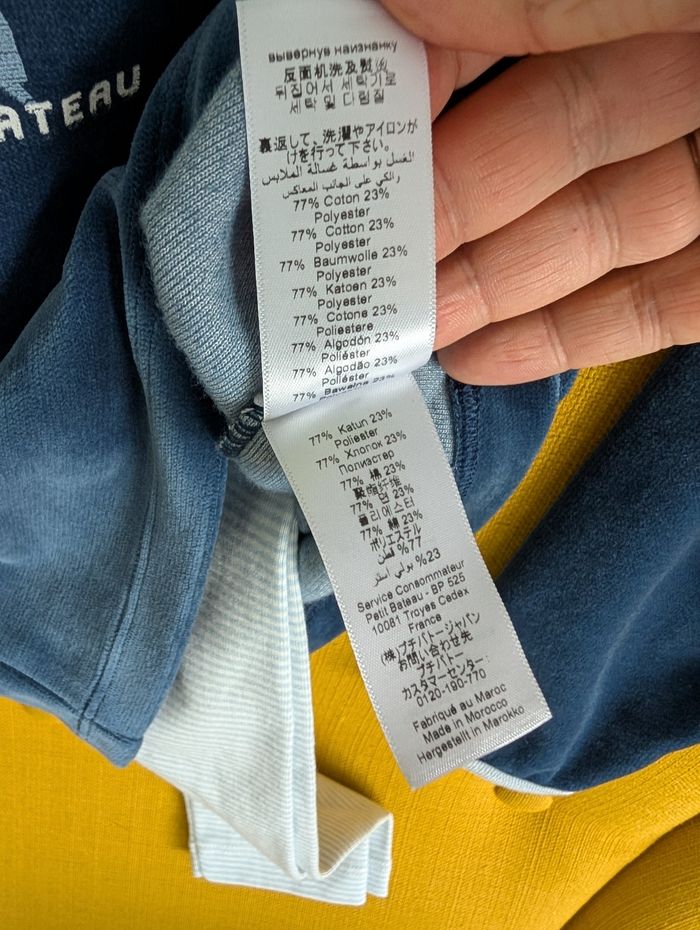 ATEAU
вывернув наизнанку
反面机洗及熨烫
뒤집어서 세탁기로
세탁 및 다림질
裏返して、洗濯やアイロンが
けを行って下さい。
الغسل بواسطة غسالة الملابس
والكي على الجانب المعاكس
77% Coton 23%
Polyester
77% Cotton 23%
Polyester
77% Baumwolle 23%
Polyester
77% Katoen 23%
Polyester
77% Cotone 23%
Poliestere
77% Algodón 23%
Poliéster
77% Algodão 23%
Poliéster
77% Bawełna 23%
77% Katun 23%
Poliester
77% Хлопок 23%
Полиэстер
77% 棉 23%
聚酯纤维
77% 면 23%
폴리에스터
77% 綿 23%
ポリエステル
77% قطن
23% بولي استر
Service Consommateur
Petit Bateau - BP 525
10081 Troyes Cedex
France
(株)プチバトージャパン
お問い合わせ先
プチバトー
カスタマーセンター:
0120-190-770
Fabriqué au Maroc
Made in Morocco
Hergestellt in Marokko